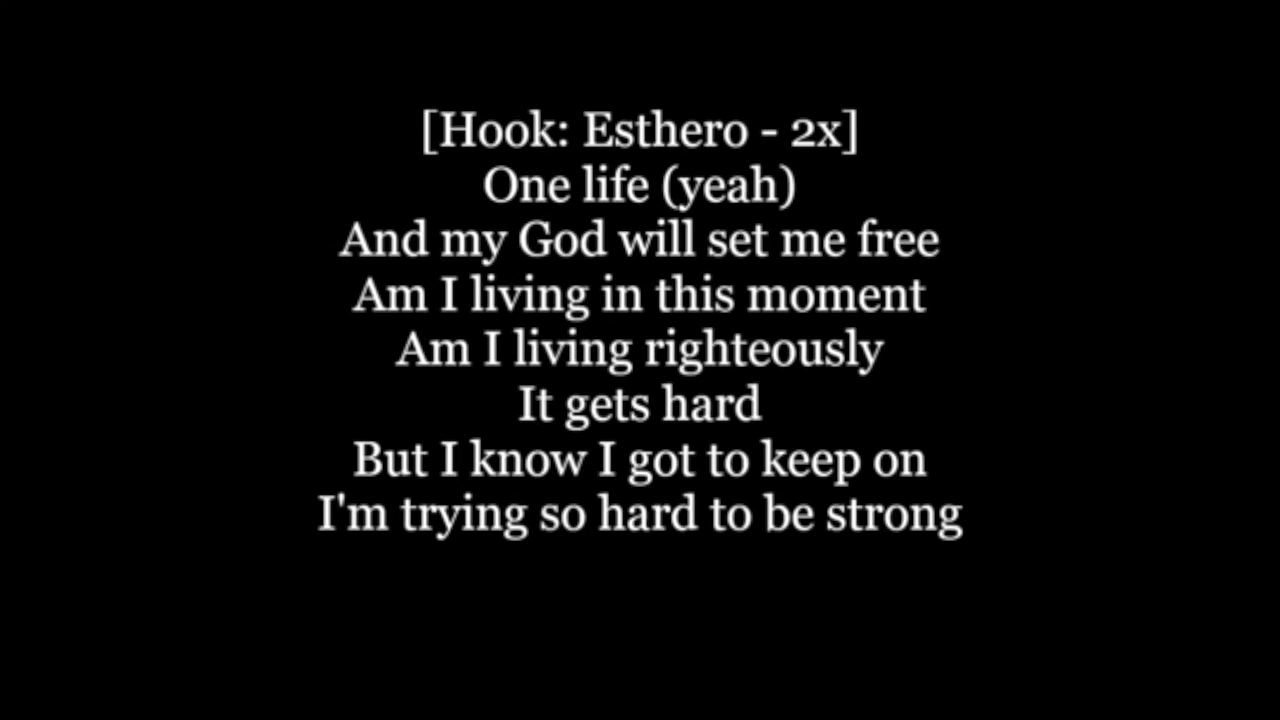 [Hook: Esthero - 2x]
One life (yeah)
And my God will set me free
Am I living in this moment
Am I living righteously
It gets hard
But I know I got to keep on
I'm trying so hard to be strong